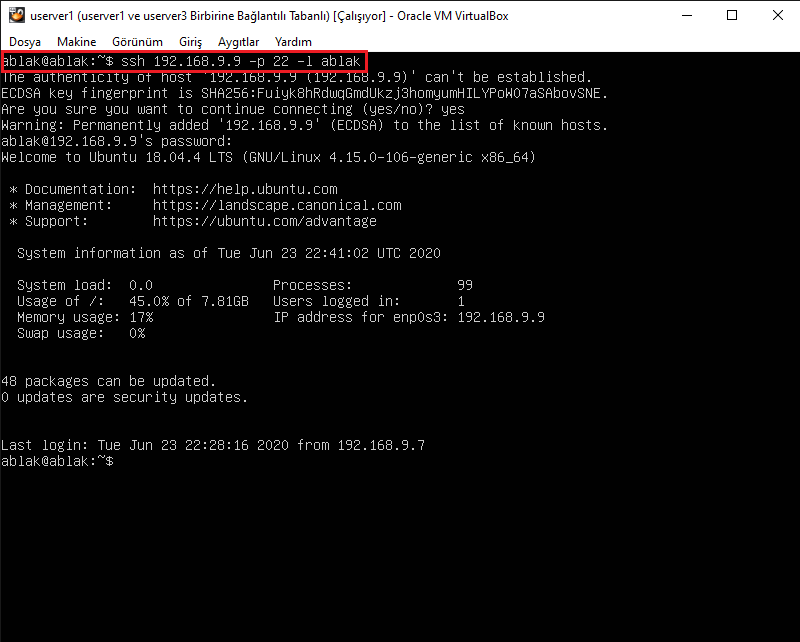 userver1 (userver1 ve userver3 Birbirine Bağlantılı Tabanlı) [Çalışıyor] - Oracle VM VirtualBox
Dosya Makine Görünüm Giriş Aygıtlar Yardım
ablak@ablak:~$ ssh 192.168.9.9 -p 22 -l ablak
The authenticity of host '192.168.9.9 (192.168.9.9)' can't be established.
ECDSA key fingerprint is SHA256:Fuiyk8hRdwqGmdUkzj3homyumHILYPoW07aSAbovSNE.
Are you sure you want to continue connecting (yes/no)? yes
Warning: Permanently added '192.168.9.9' (ECDSA) to the list of known hosts.
ablak@192.168.9.9's password:
Welcome to Ubuntu 18.04.4 LTS (GNU/Linux 4.15.0-106-generic x86_64)
* Documentation: https://help.ubuntu.com
* Management: https://landscape.canonical.com
* Support: https://ubuntu.com/advantage
System information as of Tue Jun 23 22:41:02 UTC 2020
System load: 0.0 Processes: 99
Usage of /: 45.0% of 7.81GB Users logged in: 1
Memory usage: 17% IP address for enp0s3: 192.168.9.9
Swap usage: 0%
48 packages can be updated.
0 updates are security updates.
Last login: Tue Jun 23 22:28:16 2020 from 192.168.9.7
ablak@ablak:~$